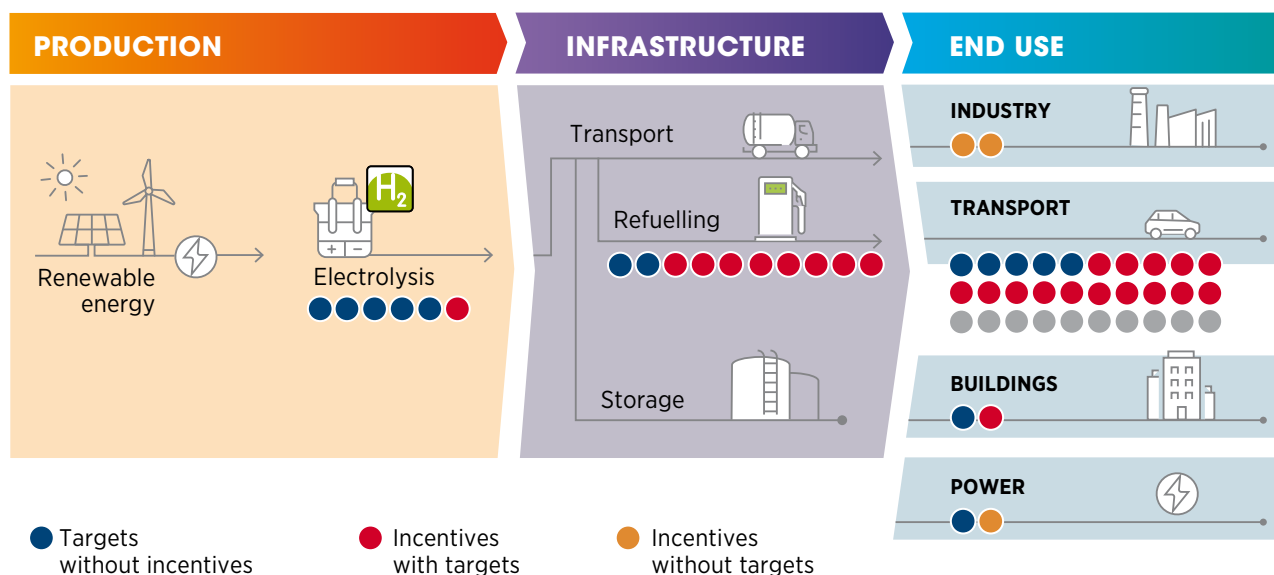 PRODUCTION
INFRASTRUCTURE
END USE
Renewable
energy
H2
Electrolysis
Transport
Refuelling
Storage
INDUSTRY
TRANSPORT
BUILDINGS
POWER
Targets
without incentives
Incentives
with targets
Incentives
without targets